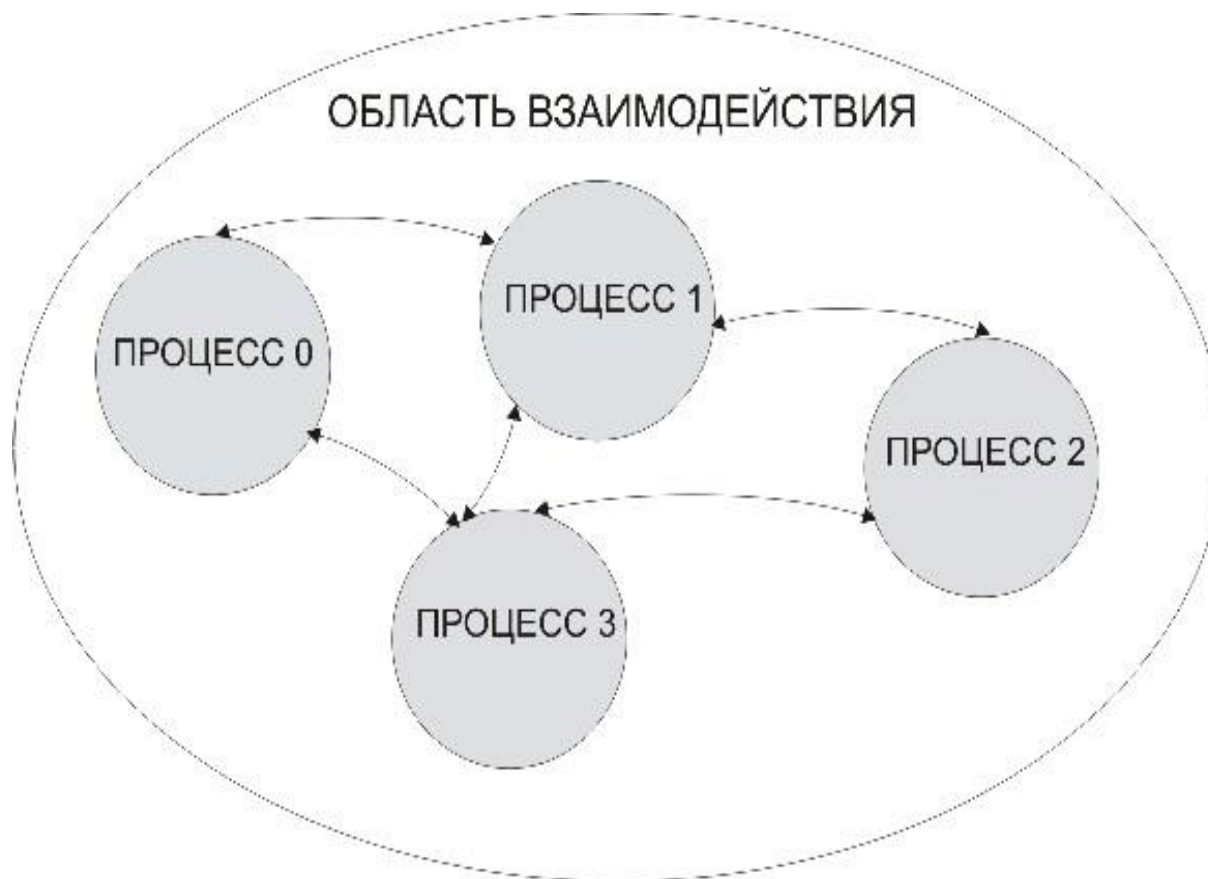 ОБЛАСТЬ ВЗАИМОДЕЙСТВИЯ
ПРОЦЕСС 0
ПРОЦЕСС 1
ПРОЦЕСС 2
ПРОЦЕСС 3